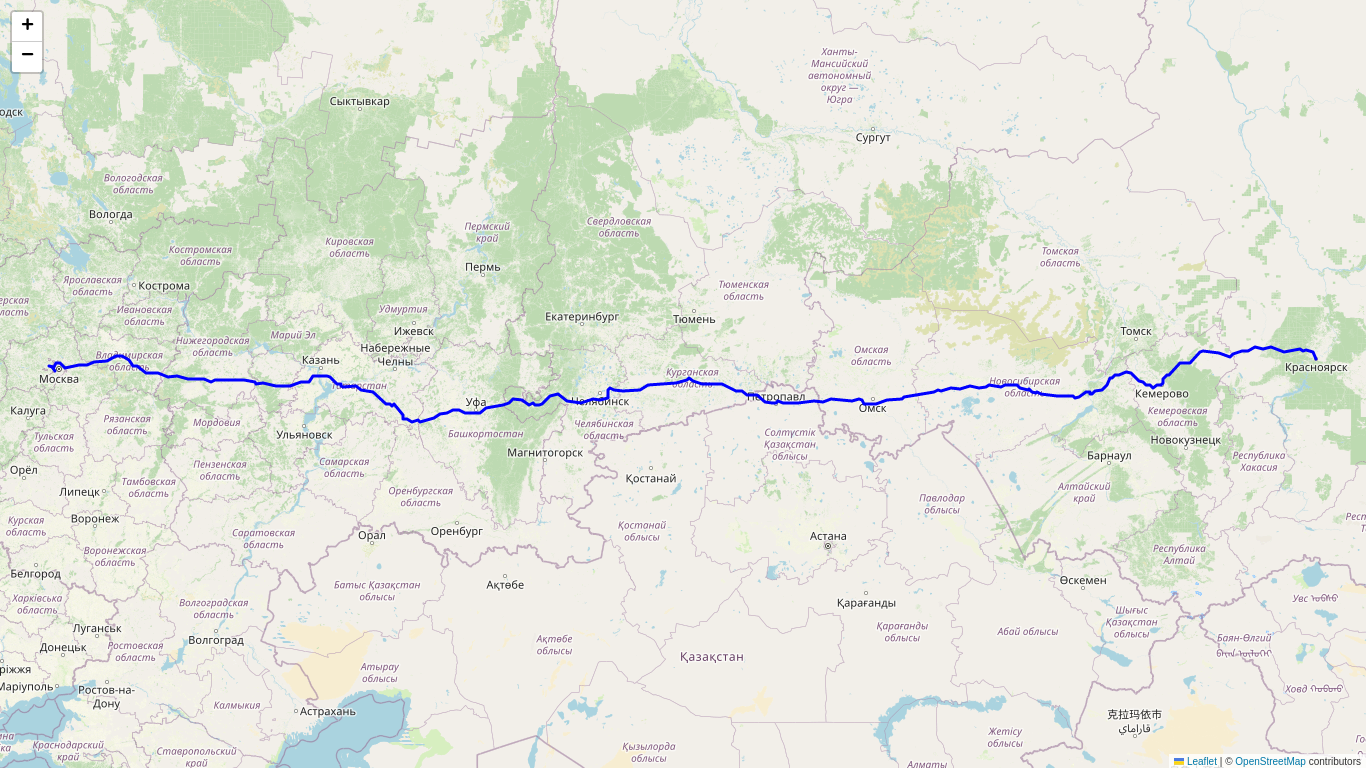 +
−
Ханты-
Мансийский
автономный
округ —
Югра
Сыктывкар
одск
Сургут
Вологодская
область
Вологда
Пермский
край
Свердловская
область
Кировская
область
Костромская
область
Томская
область
Пермь
Ярославская
область
Кострома
Тюменская
область
ерская
ласть
Ивановская
область
Удмуртия
Екатеринбург
Тюмень
Ижевск
Марий Эл
Томск
Нижегородская
область
Набережные
Челны
Владимирская
область
Казань
Омская
область
Москва
Красноярск
Курганская
область
Татарстан
Новосибирская
область
Кемерово
Петропавл
Челябинск
Уфа
Омск
Калуга
Рязанская
область
Мордовия
Кемеровская
область
Ульяновск
Башкортостан
Челябинская
область
Солтүстік
Қазақстан
облысы
Тульская
область
Новокузнецк
Магнитогорск
Барнаул
Республика
Хакасия
Пензенская
область
Самарская
область
Орёл
Қостанай
Тамбовская
область
Липецк
Оренбургская
область
Алтайский
край
Павлодар
облысы
Воронеж
Курская
область
Қостанай
облысы
Оренбург
Орал
Саратовская
область
Астана
Воронежская
область
Республика
Алтай
Белгород
Батыс Қазақстан
облысы
Ақтөбе
Өскемен
Харківська
область
Волгоградская
область
Қарағанды
Увс
Шығыс
Қазақстан
облысы
Луганськ
Волгоград
Қарағанды
облысы
Абай облысы
Ақтөбе
облысы
Баян-Өлгий
Донецьк
Ростовская
область
Қазақстан
Атырау
облысы
Маріуполь
Ростов-на-
Дону
Ховд
Калмыкия
Астрахань
克拉玛依市
قاراماي
Жетісу
облысы
Краснодарский
край
Ставропольский
край
Қызылорда
облысы
Алматы
Leaflet | © OpenStreetMap contributors